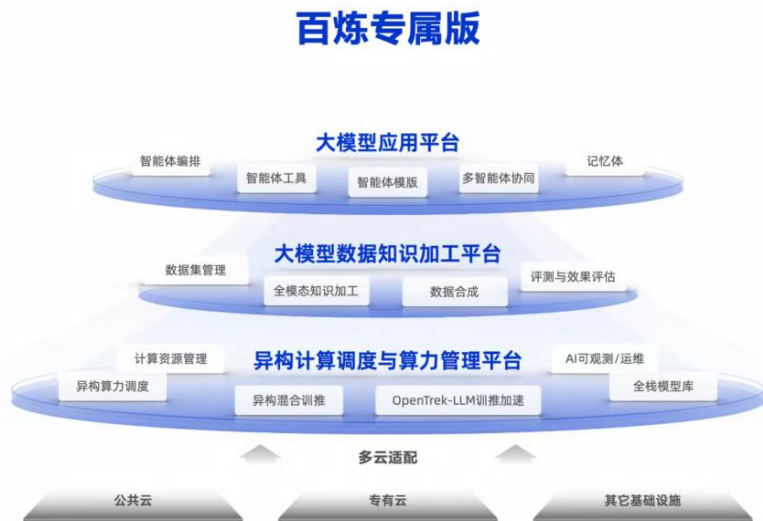 百炼专属版
大模型应用平台
智能体编排
智能体工具
智能体模版
多智能体协同
记忆体
大模型数据知识加工平台
数据集管理
全模态知识加工
数据合成
评测与效果评估
异构计算调度与算力管理平台
计算资源管理
AI可观测/运维
异构算力调度
异构混合训推
OpenTrek-LLM训推加速
全栈模型库
多云适配
公共云
专有云
其它基础设施